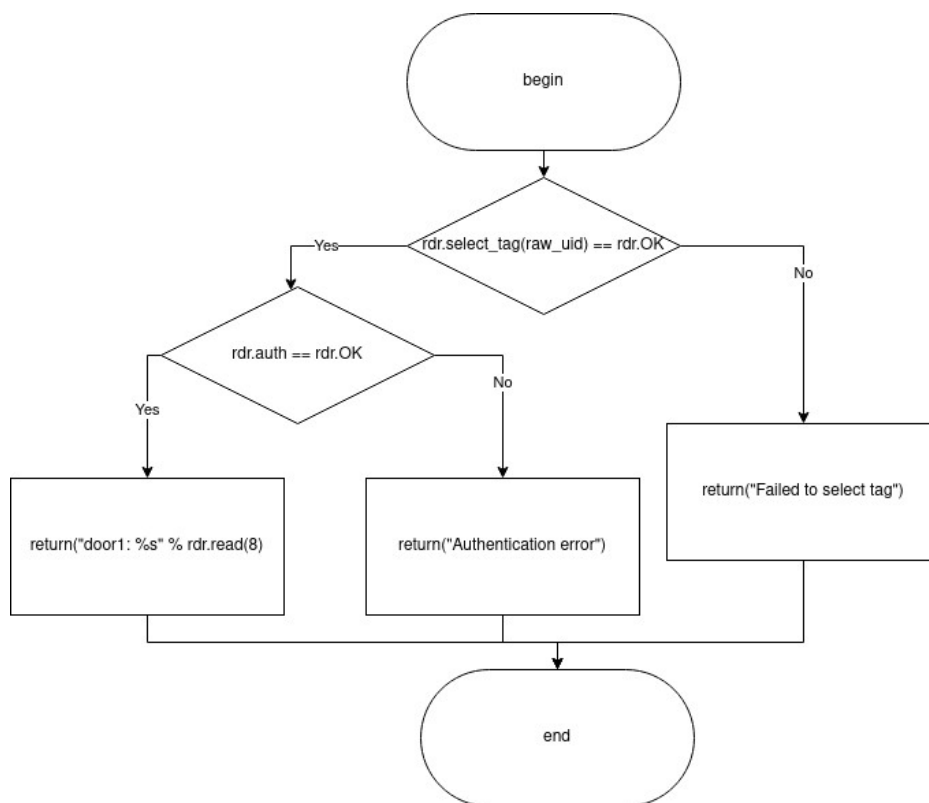 begin
rdr.select_tag(raw_uid) == rdr.OK
Yes
No
rdr.auth == rdr.OK
Yes
No
return("door1: %s" % rdr.read(8)
return("Authentication error")
return("Failed to select tag")
end